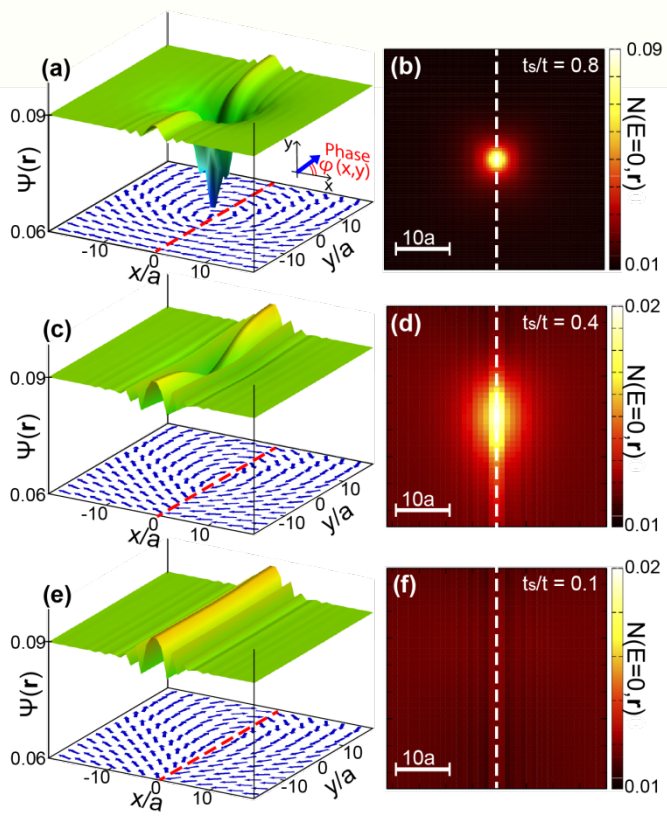 (a)
0.09
Ψ(r)
0.06
-10
0
10
x/a
-10
0
10
y/a
y
x
Phase
φ(x,y)
(b)
ts/t = 0.8
10a
0.09
0.01
N(E=0,r)
(c)
0.09
Ψ(r)
0.06
-10
0
10
x/a
-10
0
10
y/a
(d)
ts/t = 0.4
10a
0.02
0.01
N(E=0,r)
(e)
0.09
Ψ(r)
0.06
-10
0
10
x/a
-10
0
10
y/a
(f)
ts/t = 0.1
10a
0.02
0.01
N(E=0,r)